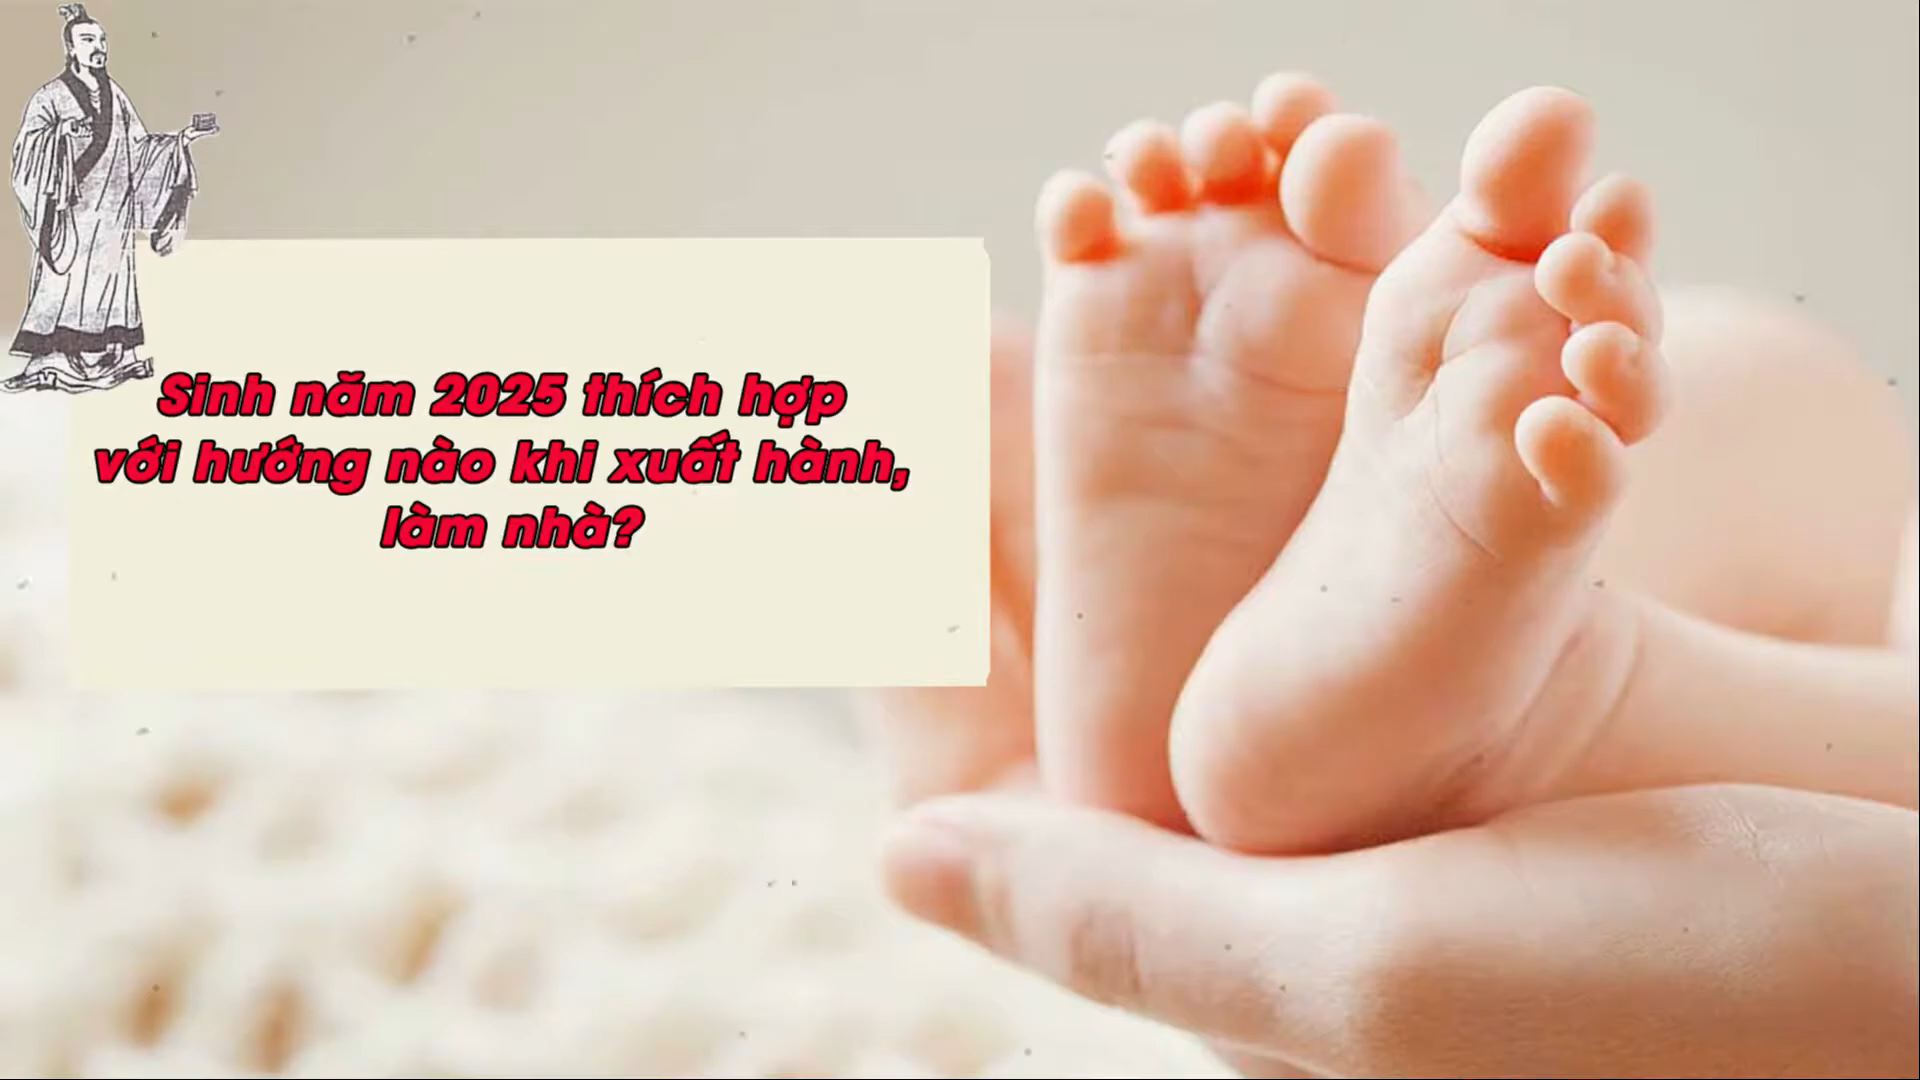 Sinh năm 2025 thích hợp
với hướng nào khi xuất hành,
làm nhà?